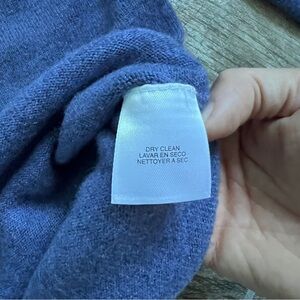 DRY CLEAN
LAVAR EN SECO
NETTOYER A SEC